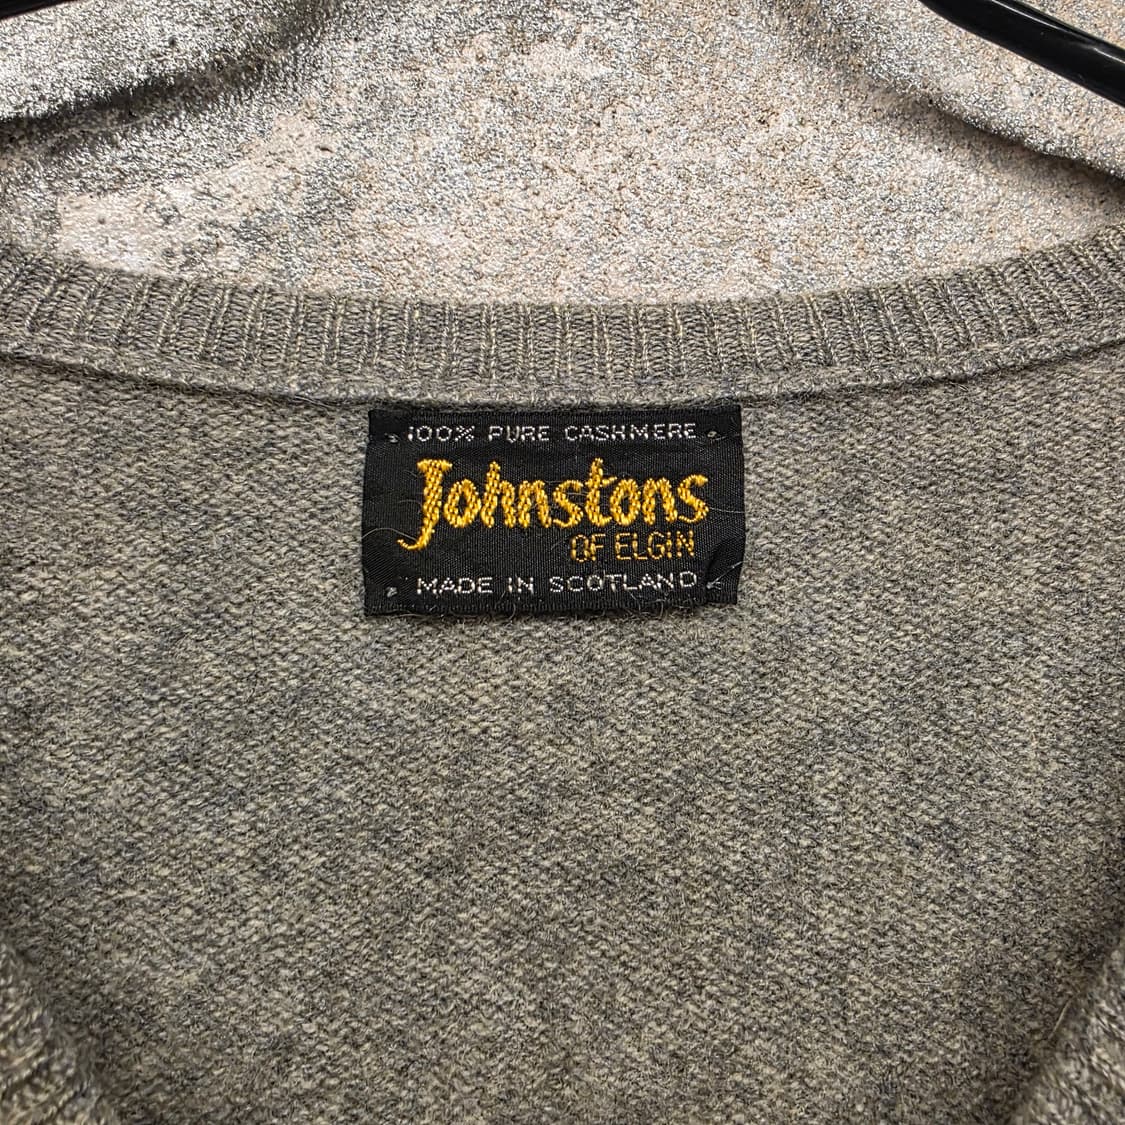 100% PURE CASHMERE
Johnstons
OF ELGIN
MADE IN SCOTLAND